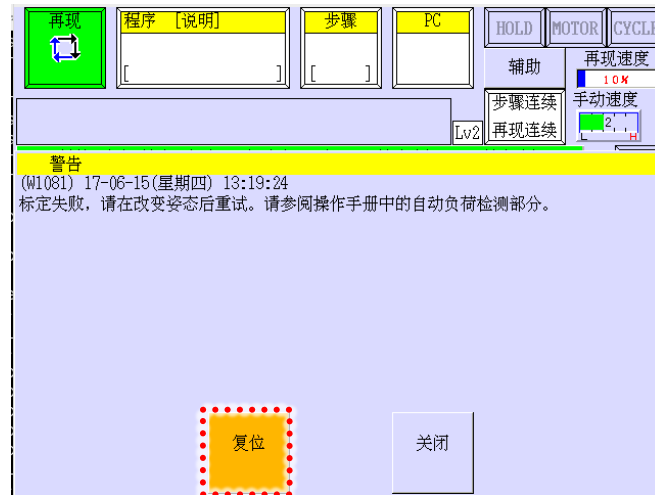 再现
程序 [说明]
[ ]
步骤
[ ]
PC
HOLD
MOTOR
CYCLE
辅助
再现速度
10%
步骤连续
再现连续
手动速度
2
L H
Lv2
警告
(W1081) 17-06-15(星期四) 13:19:24
标定失败，请在改变姿态后重试。请参阅操作手册中的自动负荷检测部分。
复位
关闭